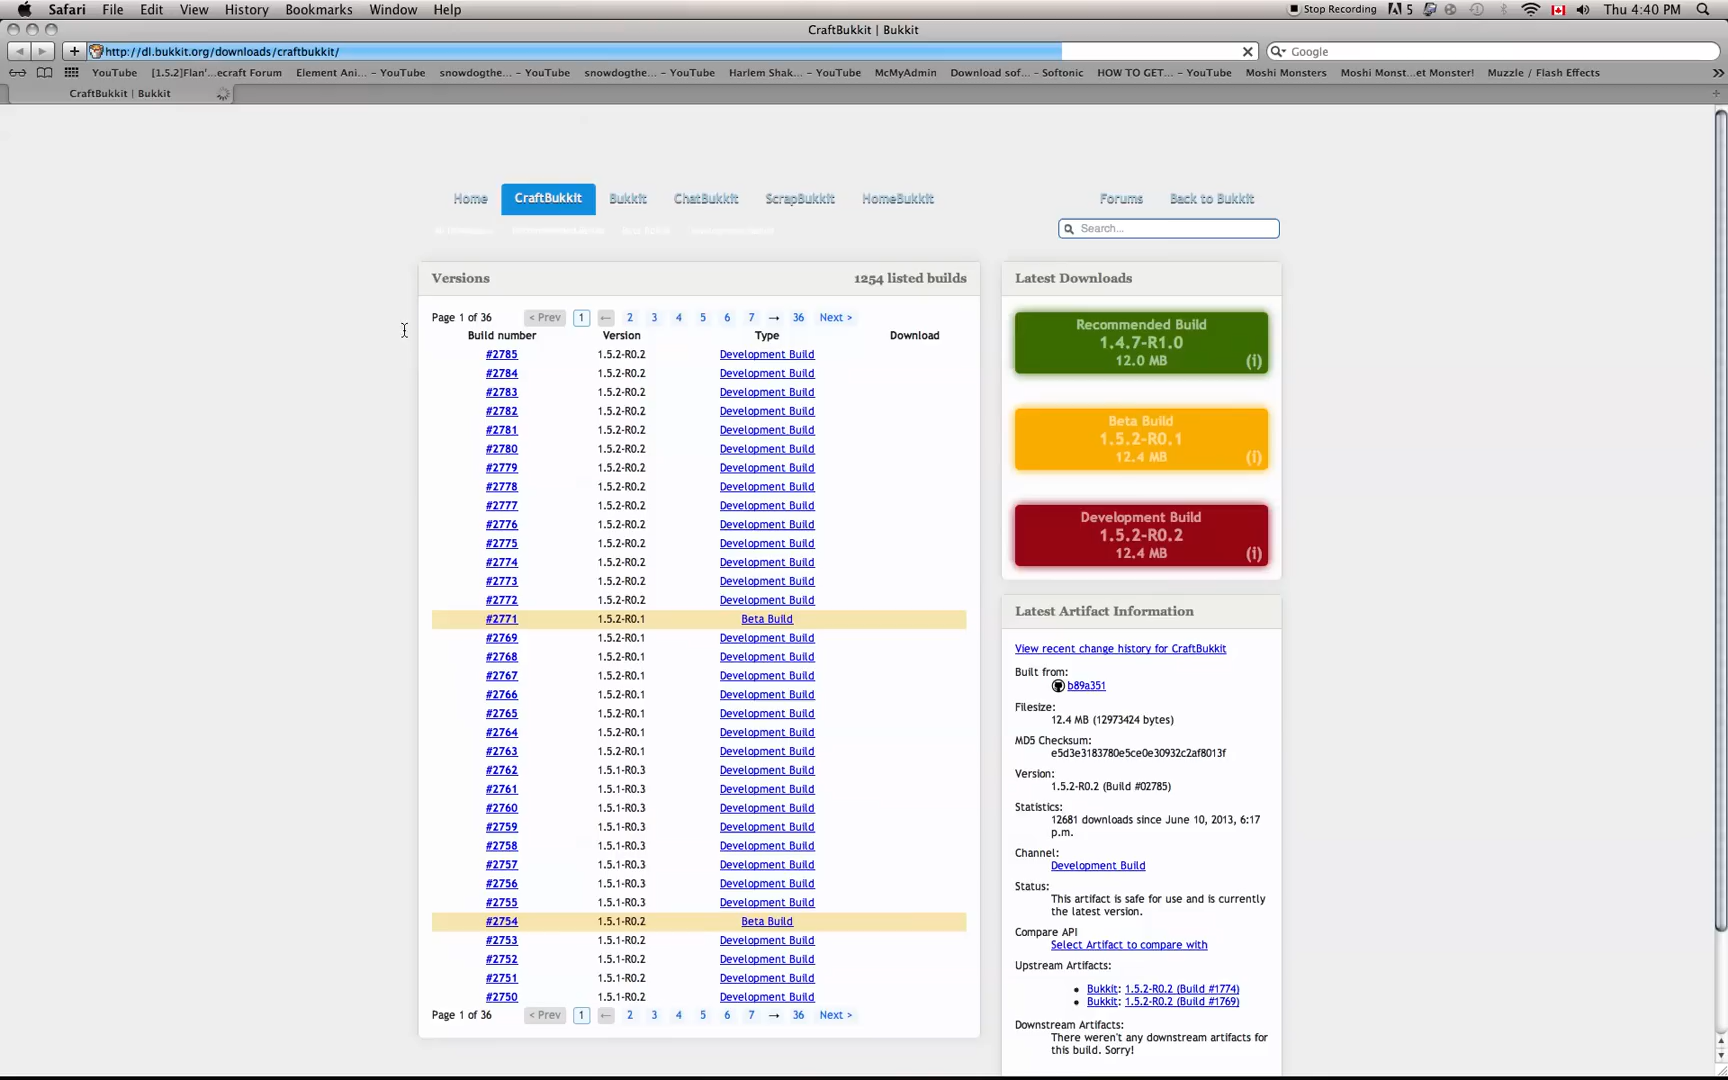 Safari File Edit View History Bookmarks Window Help Stop Recording 5 Thu 4:40 PM
CraftBukkit | Bukkit
http://dl.bukkit.org/downloads/craftbukkit/ Google
YouTube [1.5.2]Flan'...ecraft Forum Element Ani... – YouTube snowdogthe... – YouTube snowdogthe... – YouTube Harlem Shak... – YouTube McMyAdmin Download sof... – Softonic HOW TO GET... – YouTube Moshi Monsters Moshi Monst...et Monster! Muzzle / Flash Effects
CraftBukkit | Bukkit
Home CraftBukkit Bukkit ChatBukkit ScrapBukkit HomeBukkit Forums Back to Bukkit
Search...
Versions 1254 listed builds
Page 1 of 36 < Prev 1 ← 2 3 4 5 6 7 → 36 Next >
Build number Version Type Download
#2785 1.5.2-R0.2 Development Build
#2784 1.5.2-R0.2 Development Build
#2783 1.5.2-R0.2 Development Build
#2782 1.5.2-R0.2 Development Build
#2781 1.5.2-R0.2 Development Build
#2780 1.5.2-R0.2 Development Build
#2779 1.5.2-R0.2 Development Build
#2778 1.5.2-R0.2 Development Build
#2777 1.5.2-R0.2 Development Build
#2776 1.5.2-R0.2 Development Build
#2775 1.5.2-R0.2 Development Build
#2774 1.5.2-R0.2 Development Build
#2773 1.5.2-R0.2 Development Build
#2772 1.5.2-R0.2 Development Build
#2771 1.5.2-R0.1 Beta Build
#2769 1.5.2-R0.1 Development Build
#2768 1.5.2-R0.1 Development Build
#2767 1.5.2-R0.1 Development Build
#2766 1.5.2-R0.1 Development Build
#2765 1.5.2-R0.1 Development Build
#2764 1.5.2-R0.1 Development Build
#2763 1.5.2-R0.1 Development Build
#2762 1.5.1-R0.3 Development Build
#2761 1.5.1-R0.3 Development Build
#2760 1.5.1-R0.3 Development Build
#2759 1.5.1-R0.3 Development Build
#2758 1.5.1-R0.3 Development Build
#2757 1.5.1-R0.3 Development Build
#2756 1.5.1-R0.3 Development Build
#2755 1.5.1-R0.3 Development Build
#2754 1.5.1-R0.2 Beta Build
#2753 1.5.1-R0.2 Development Build
#2752 1.5.1-R0.2 Development Build
#2751 1.5.1-R0.2 Development Build
#2750 1.5.1-R0.2 Development Build
Page 1 of 36 < Prev 1 ← 2 3 4 5 6 7 → 36 Next >
Latest Downloads
Recommended Build
1.4.7-R1.0
12.0 MB (i)
Beta Build
1.5.2-R0.1
12.4 MB (i)
Development Build
1.5.2-R0.2
12.4 MB (i)
Latest Artifact Information
View recent change history for CraftBukkit
Built from:
b89a351
Filesize:
12.4 MB (12973424 bytes)
MD5 Checksum:
e5d3e3183780e5ce0e30932c2af8013f
Version:
1.5.2-R0.2 (Build #02785)
Statistics:
12681 downloads since June 10, 2013, 6:17
p.m.
Channel:
Development Build
Status:
This artifact is safe for use and is currently
the latest version.
Compare API
Select Artifact to compare with
Upstream Artifacts:
• Bukkit: 1.5.2-R0.2 (Build #1774)
• Bukkit: 1.5.2-R0.2 (Build #1769)
Downstream Artifacts:
There weren't any downstream artifacts for
this build. Sorry!